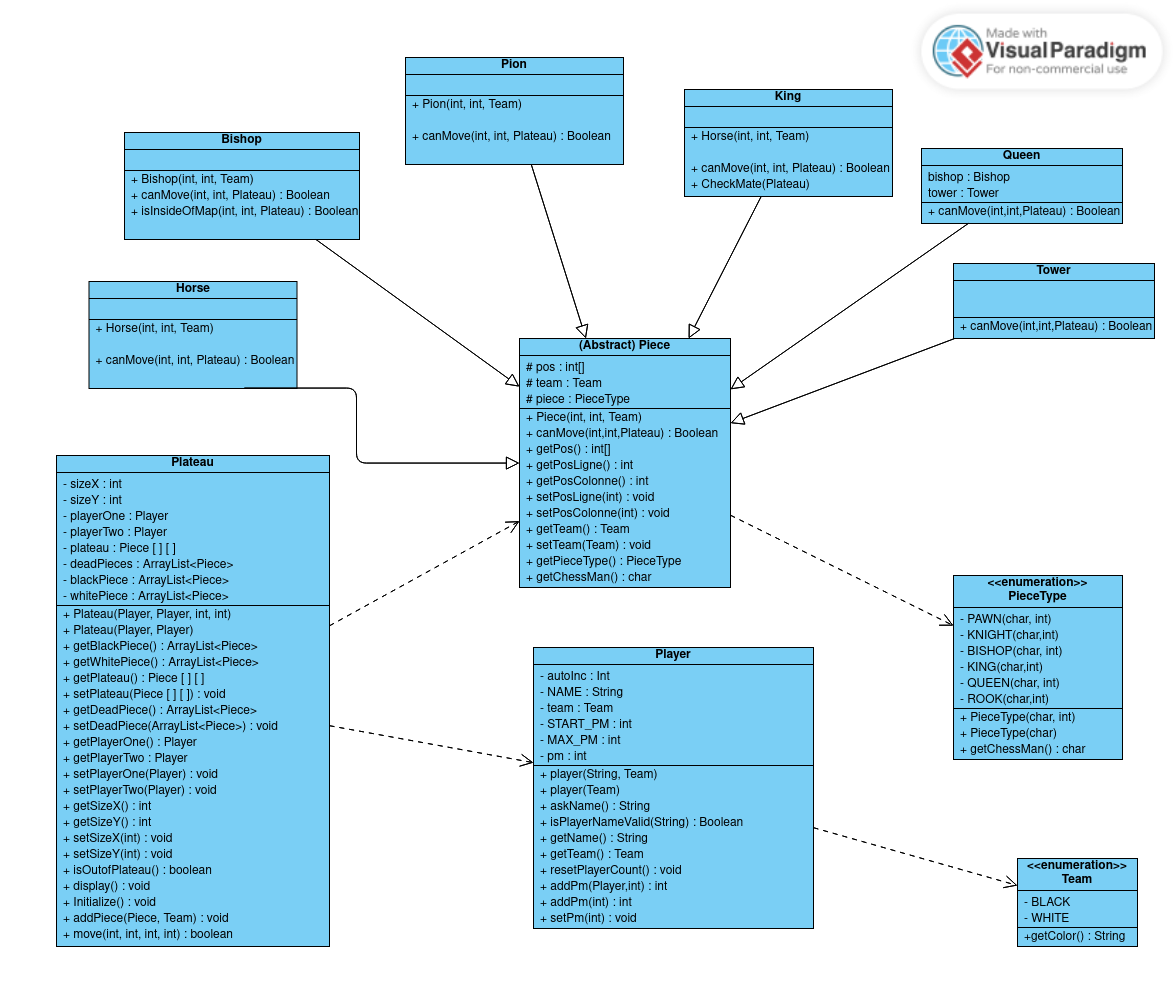 Made with
Visual Paradigm
For non-commercial use
Pion
+ Pion(int, int, Team)
+ canMove(int, int, Plateau) : Boolean
King
+ Horse(int, int, Team)
+ canMove(int, int, Plateau) : Boolean
+ CheckMate(Plateau)
Bishop
+ Bishop(int, int, Team)
+ canMove(int, int, Plateau) : Boolean
+ isInsideOfMap(int, int, Plateau) : Boolean
Queen
bishop : Bishop
tower : Tower
+ canMove(int,int,Plateau) : Boolean
Tower
+ canMove(int,int,Plateau) : Boolean
Horse
+ Horse(int, int, Team)
+ canMove(int, int, Plateau) : Boolean
(Abstract) Piece
# pos : int[]
# team : Team
# piece : PieceType
+ Piece(int, int, Team)
+ canMove(int,int,Plateau) : Boolean
+ getPos() : int[]
+ getPosLigne() : int
+ getPosColonne() : int
+ setPosLigne(int) : void
+ setPosColonne(int) : void
+ getTeam() : Team
+ setTeam(Team) : void
+ getPieceType() : PieceType
+ getChessMan() : char
Plateau
- sizeX : int
- sizeY : int
- playerOne : Player
- playerTwo : Player
- plateau : Piece [ ] [ ]
- deadPieces : ArrayList<Piece>
- blackPiece : ArrayList<Piece>
- whitePiece : ArrayList<Piece>
+ Plateau(Player, Player, int, int)
+ Plateau(Player, Player)
+ getBlackPiece() : ArrayList<Piece>
+ getWhitePiece() : ArrayList<Piece>
+ getPlateau() : Piece [ ] [ ]
+ setPlateau(Piece [ ] [ ]) : void
+ getDeadPiece() : ArrayList<Piece>
+ setDeadPiece(ArrayList<Piece>) : void
+ getPlayerOne() : Player
+ getPlayerTwo : Player
+ setPlayerOne(Player) : void
+ setPlayerTwo(Player) : void
+ getSizeX() : int
+ getSizeY() : int
+ setSizeX(int) : void
+ setSizeY(int) : void
+ isOutofPlateau() : boolean
+ display() : void
+ Initialize() : void
+ addPiece(Piece, Team) : void
+ move(int, int, int, int) : boolean
<<enumeration>>
PieceType
- PAWN(char, int)
- KNIGHT(char,int)
- BISHOP(char, int)
- KING(char,int)
- QUEEN(char, int)
- ROOK(char,int)
+ PieceType(char, int)
+ PieceType(char)
+ getChessMan() : char
Player
- autoInc : Int
- NAME : String
- team : Team
- START_PM : int
- MAX_PM : int
- pm : int
+ player(String, Team)
+ player(Team)
+ askName() : String
+ isPlayerNameValid(String) : Boolean
+ getName() : String
+ getTeam() : Team
+ resetPlayerCount() : void
+ addPm(Player,int) : int
+ addPm(int) : int
+ setPm(int) : void
<<enumeration>>
Team
- BLACK
- WHITE
+getColor() : String